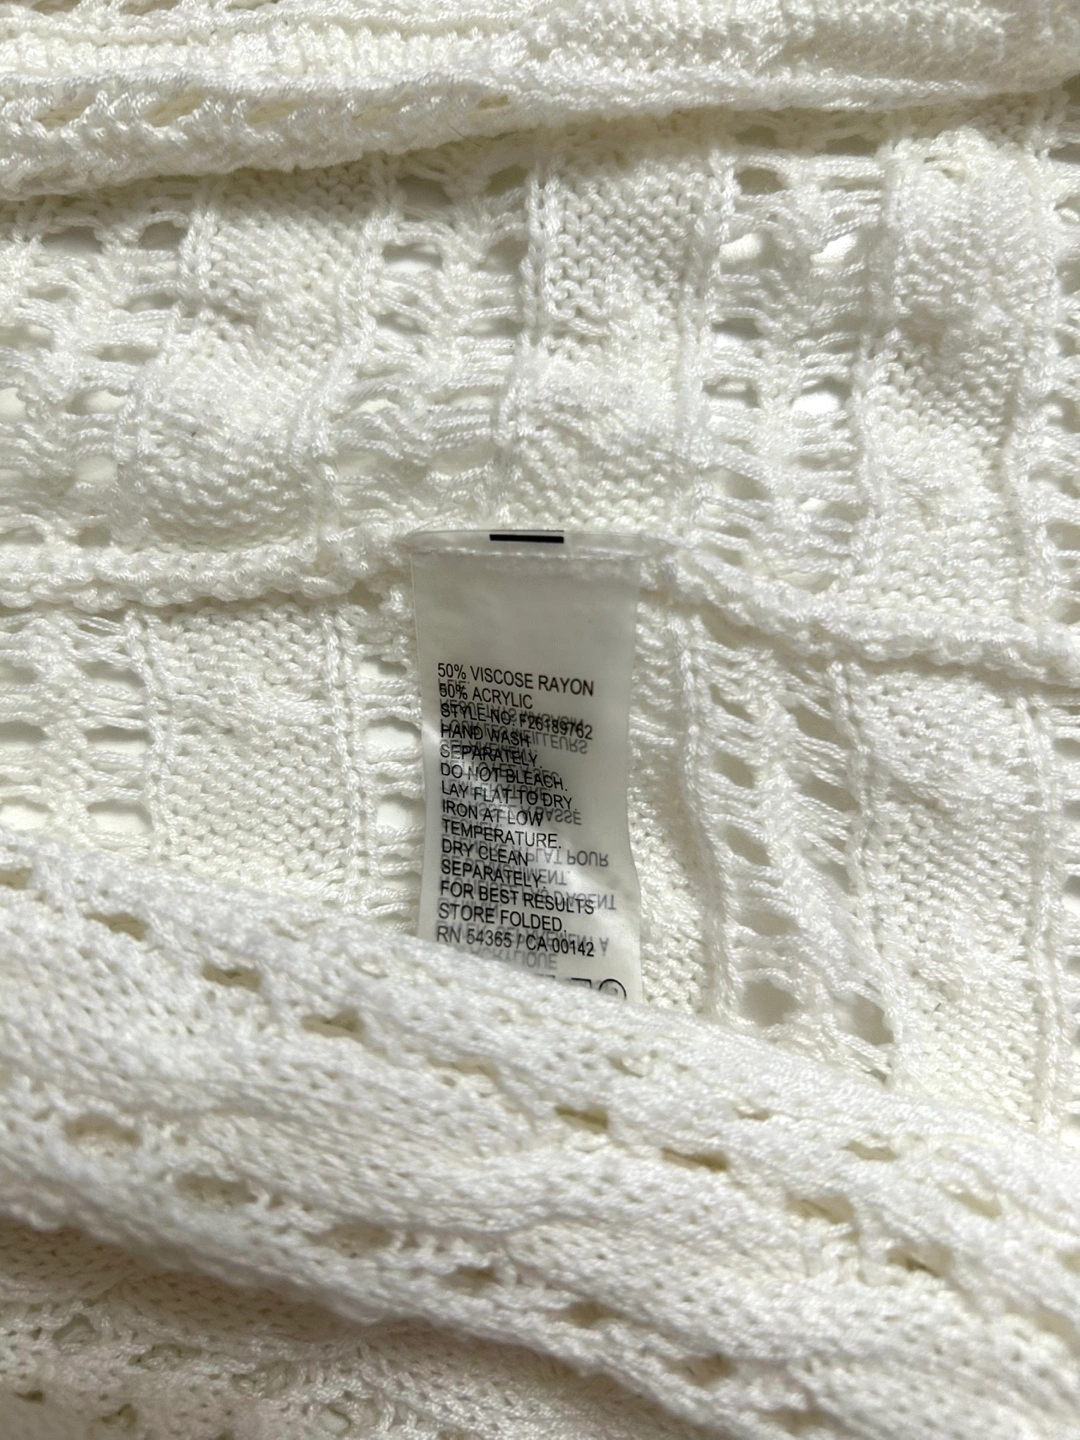 50% VISCOSE RAYON
50% ACRYLIC
STYLE NO: F26189762
HAND WASH
SEPARATELY.
DO NOT BLEACH.
LAY FLAT TO DRY.
IRON AT LOW
TEMPERATURE.
DRY CLEAN
SEPARATELY.
FOR BEST RESULTS
STORE FOLDED.
RN 54365 / CA 00142